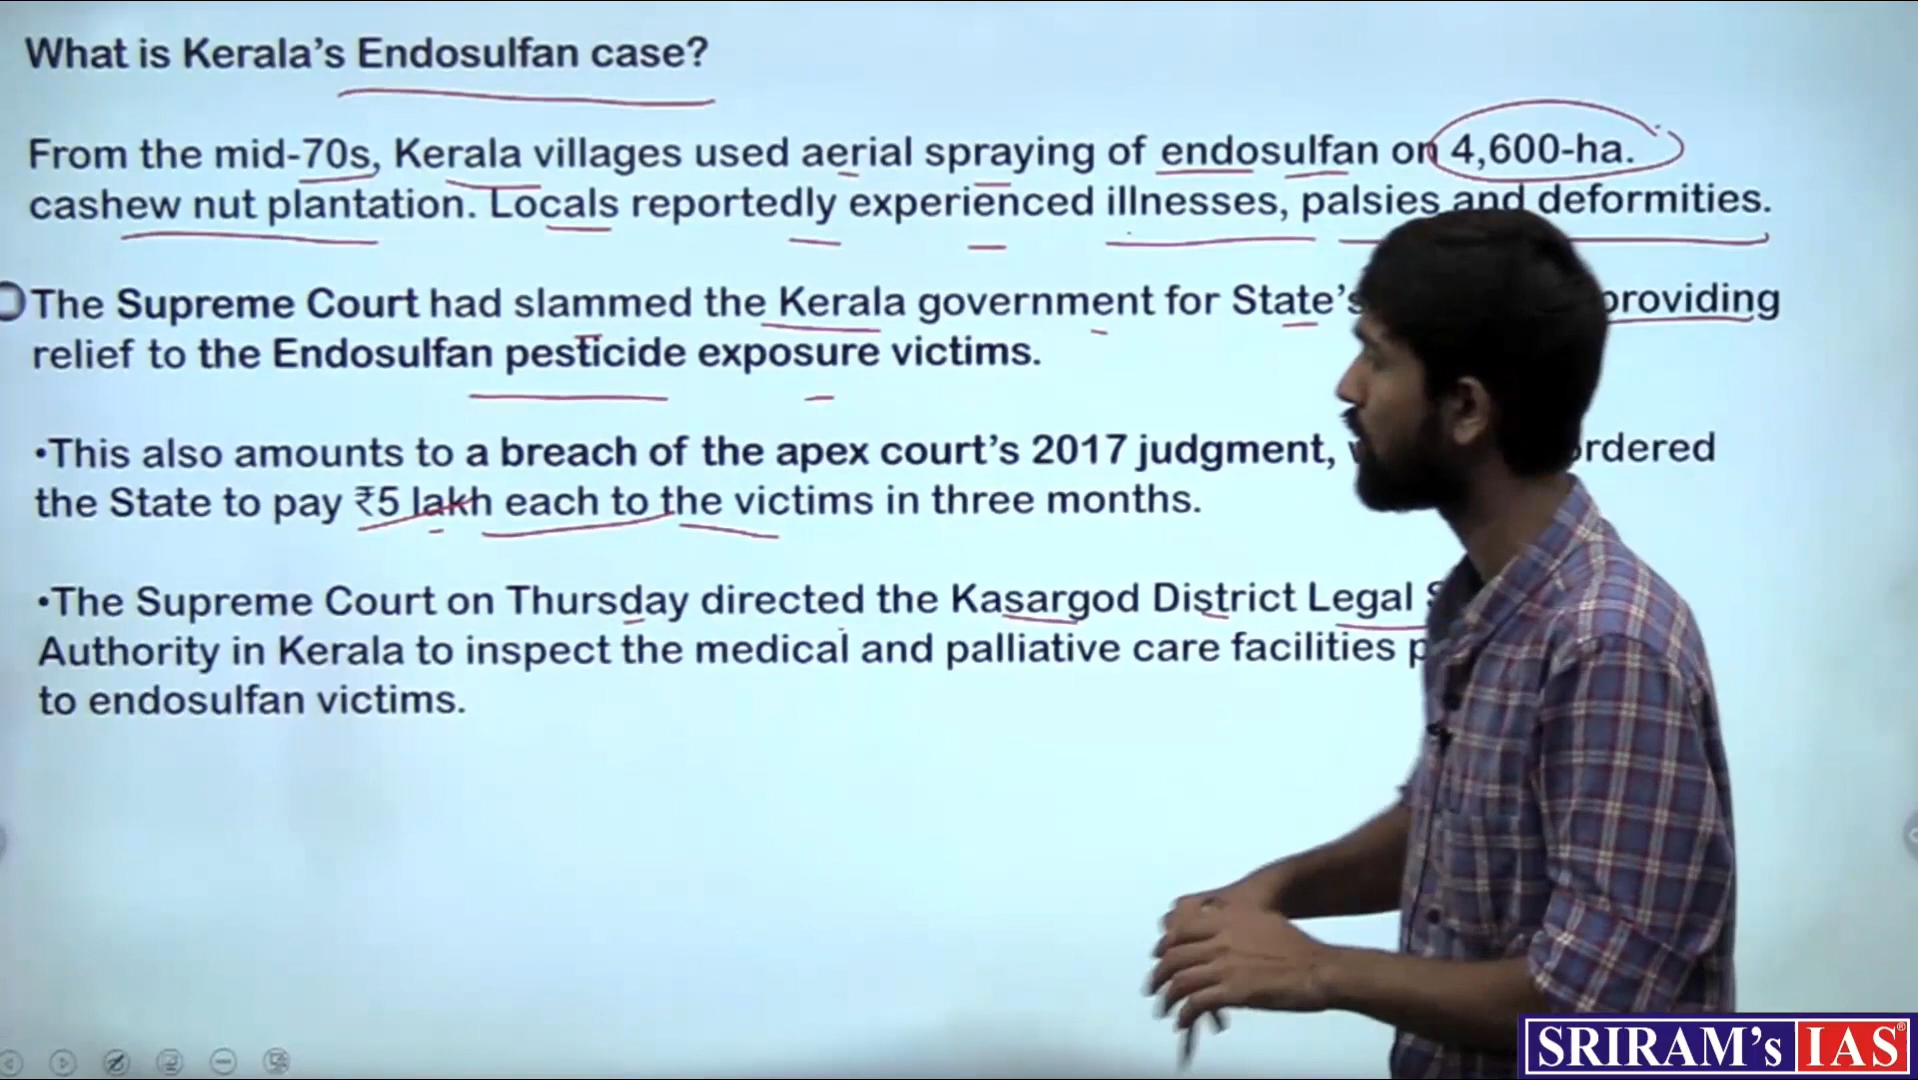 What is Kerala's Endosulfan case?
From the mid-70s, Kerala villages used aerial spraying of endosulfan on 4,600-ha.
cashew nut plantation. Locals reportedly experienced illnesses, palsies and deformities.
The Supreme Court had slammed the Kerala government for State's providing
relief to the Endosulfan pesticide exposure victims.
•This also amounts to a breach of the apex court's 2017 judgment,
the State to pay ₹5 lakh each to the victims in three months.
•The Supreme Court on Thursday directed the Kasargod District Legal
Authority in Kerala to inspect the medical and palliative care facilities
to endosulfan victims.
SRIRAM's IAS®